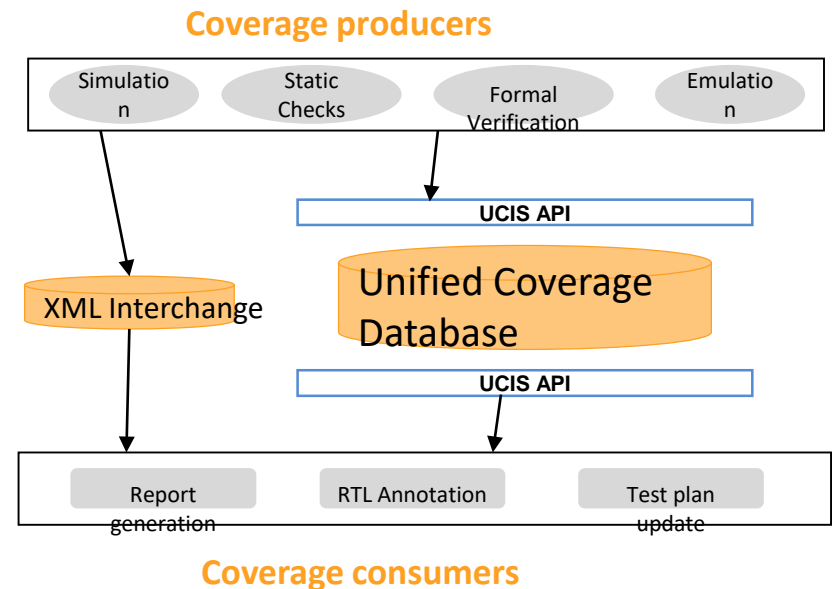 Coverage producers
Simulatio
n
Static
Checks
Formal
Verification
Emulatio
n
UCIS API
XML Interchange
Unified Coverage
Database
UCIS API
Report
generation
RTL Annotation
Test plan
update
Coverage consumers